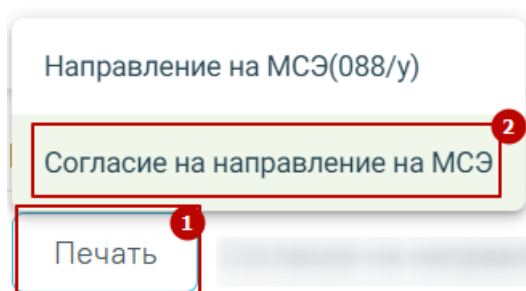 Направление на МСЭ(088/у)
2
Согласие на направление на МСЭ
1
Печать